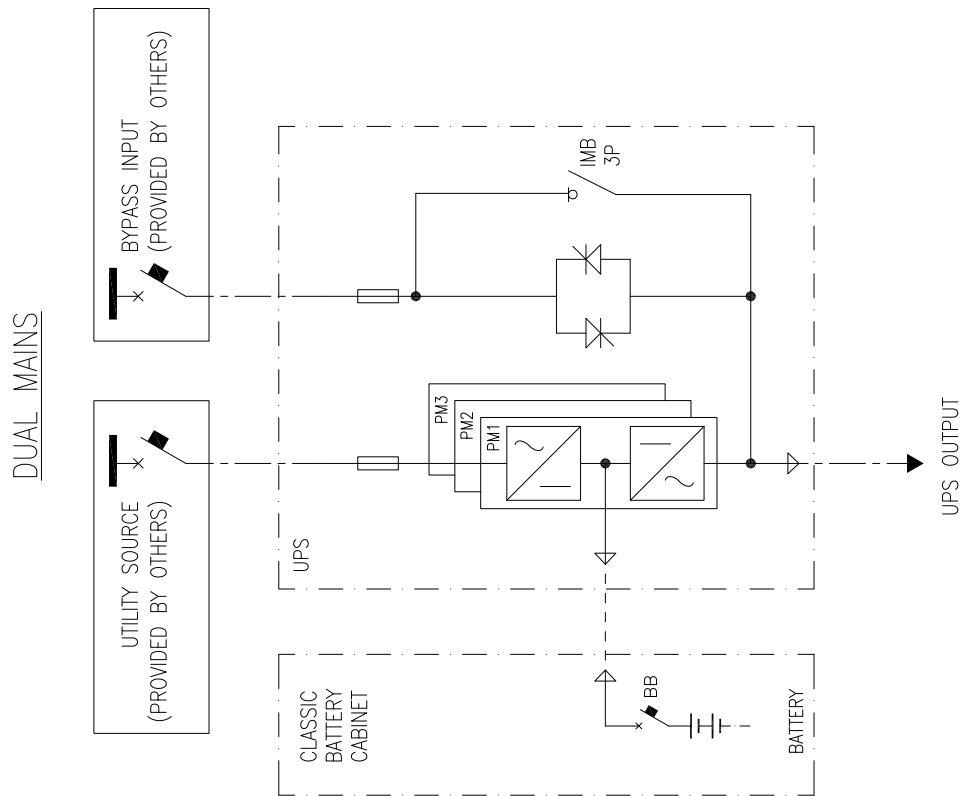 DUAL MAINS
UTILITY SOURCE
(PROVIDED BY OTHERS)
BYPASS INPUT
(PROVIDED BY OTHERS)
UPS
PM3
PM2
PM1
IMB
3P
CLASSIC
BATTERY
CABINET
BB
BATTERY
UPS OUTPUT